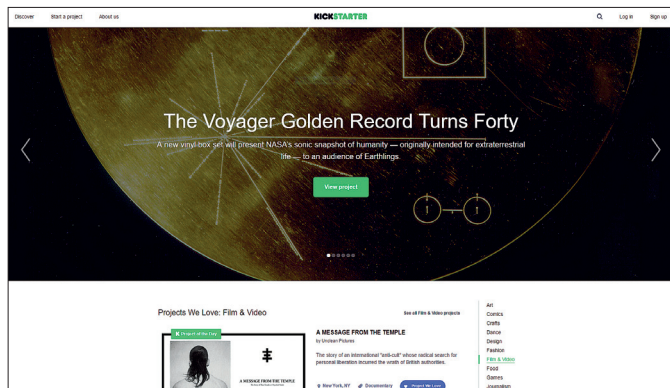 Discover Start a project About us KICKSTARTER Log in Sign up
The Voyager Golden Record Turns Forty
A new vinyl box set will present NASA's sonic snapshot of humanity — originally intended for extraterrestrial
life — to an audience of Earthlings.
View project
Projects We Love: Film & Video
See all Film & Video projects
Project of the Day
A MESSAGE FROM THE TEMPLE
A MESSAGE FROM THE TEMPLE
by Unclean Pictures
The story of an international "anti-cult" whose radical search for
personal liberation incurred the wrath of British authorities.
New York, NY Documentary Project We Love
Art
Comics
Crafts
Dance
Design
Fashion
Film & Video
Food
Games
Journalism